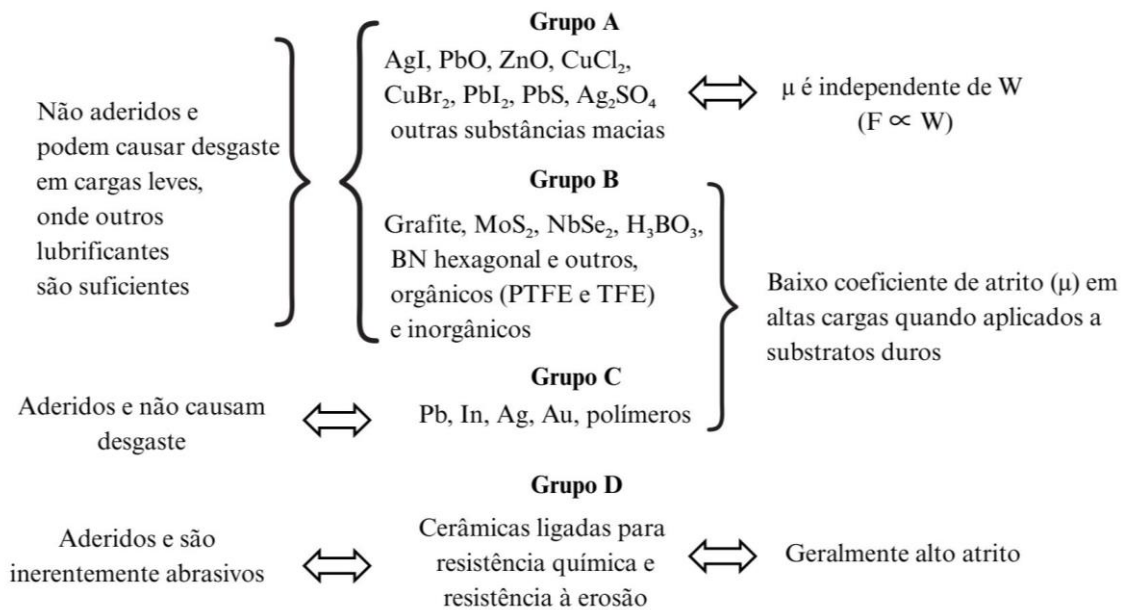 Grupo A
AgI, PbO, ZnO, CuCl₂,
CuBr₂, PbI₂, PbS, Ag₂SO₄
outras substâncias macias
μ é independente de W
(F ∝ W)
Não aderidos e
podem causar desgaste
em cargas leves,
onde outros
lubrificantes
são suficientes
Grupo B
Grafite, MoS₂, NbSe₂, H₃BO₃,
BN hexagonal e outros,
orgânicos (PTFE e TFE)
e inorgânicos
Baixo coeficiente de atrito (μ) em
altas cargas quando aplicados a
substratos duros
Grupo C
Pb, In, Ag, Au, polímeros
Aderidos e não causam
desgaste
Grupo D
Cerâmicas ligadas para
resistência química e
resistência à erosão
Aderidos e são
inerentemente abrasivos
Geralmente alto atrito